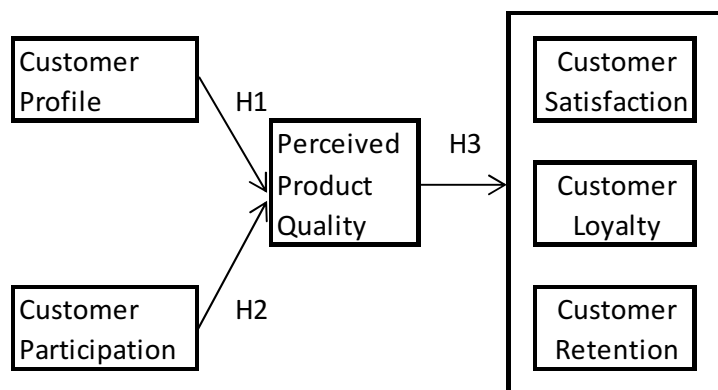 Customer
Profile
H1
Perceived
Product
Quality
H2
Customer
Participation
H3
Customer
Satisfaction
Customer
Loyalty
Customer
Retention